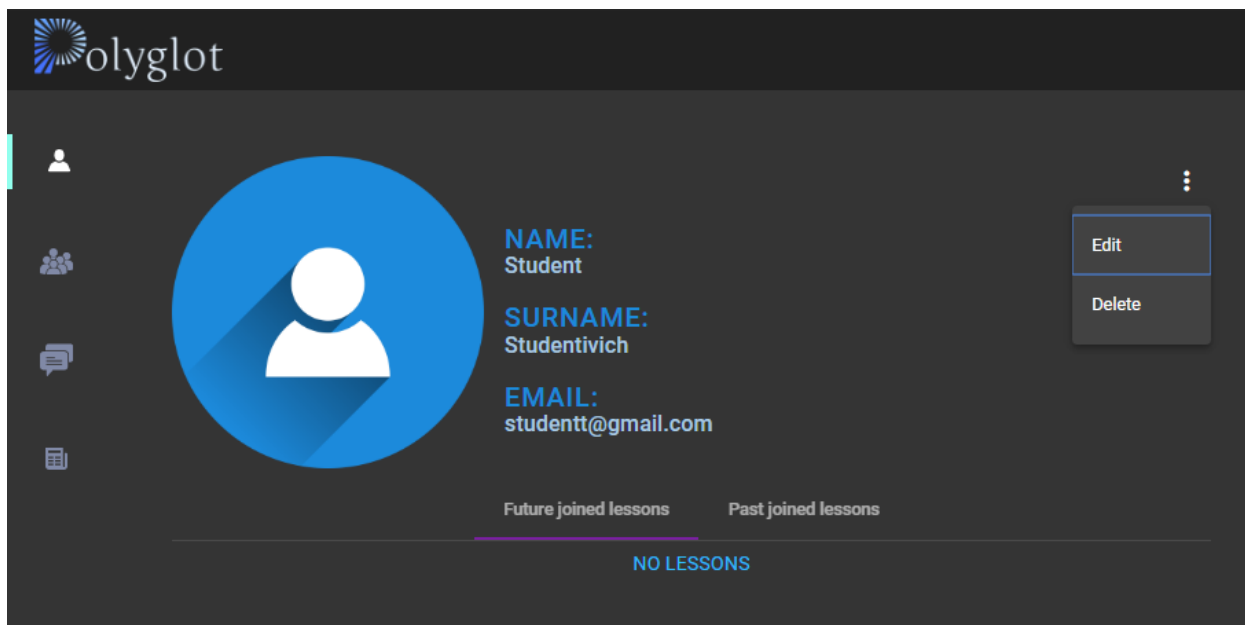 Polyglot
NAME:
Student
SURNAME:
Studentivich
EMAIL:
studentt@gmail.com
Edit
Delete
Future joined lessons
Past joined lessons
NO LESSONS